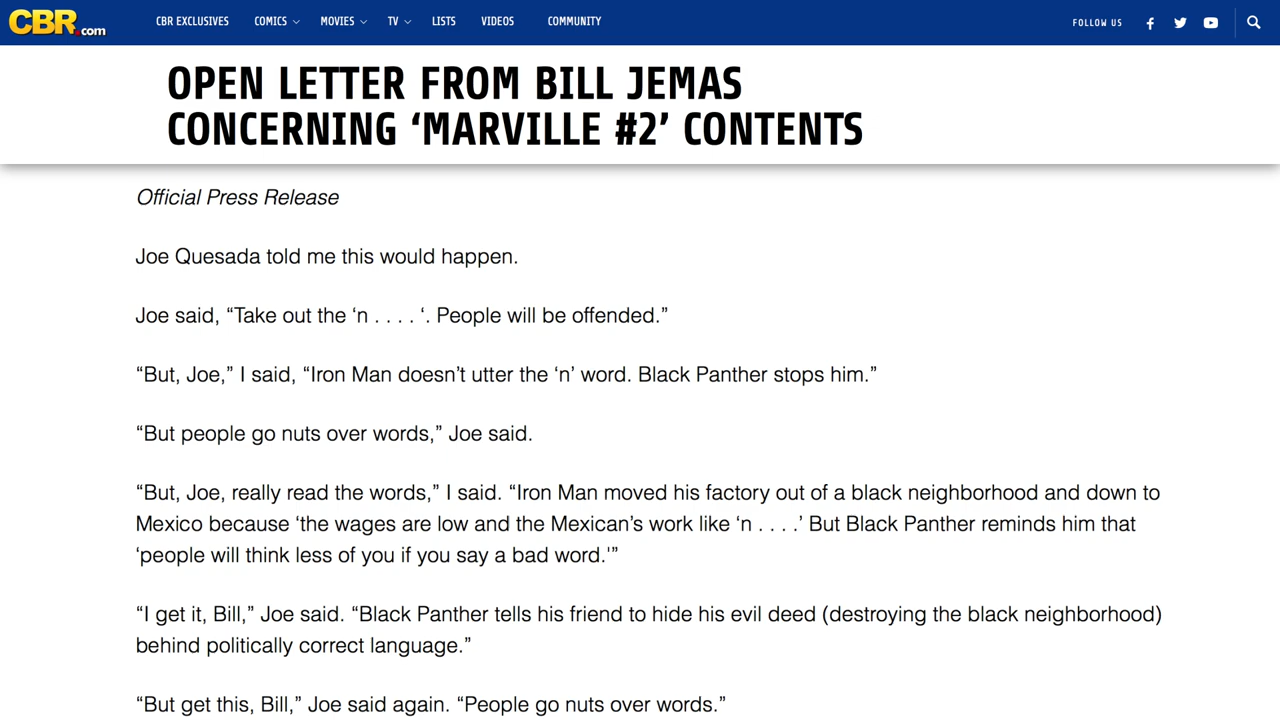 CBR.com
CBR EXCLUSIVES COMICS MOVIES TV LISTS VIDEOS COMMUNITY FOLLOW US
OPEN LETTER FROM BILL JEMAS
CONCERNING ‘MARVILLE #2’ CONTENTS
Official Press Release
Joe Quesada told me this would happen.
Joe said, “Take out the ‘n . . . . ‘. People will be offended.”
“But, Joe,” I said, “Iron Man doesn’t utter the ‘n’ word. Black Panther stops him.”
“But people go nuts over words,” Joe said.
“But, Joe, really read the words,” I said. “Iron Man moved his factory out of a black neighborhood and down to
Mexico because ‘the wages are low and the Mexican’s work like ‘n . . . .’ But Black Panther reminds him that
‘people will think less of you if you say a bad word.'”
“I get it, Bill,” Joe said. “Black Panther tells his friend to hide his evil deed (destroying the black neighborhood)
behind politically correct language.”
“But get this, Bill,” Joe said again. “People go nuts over words.”